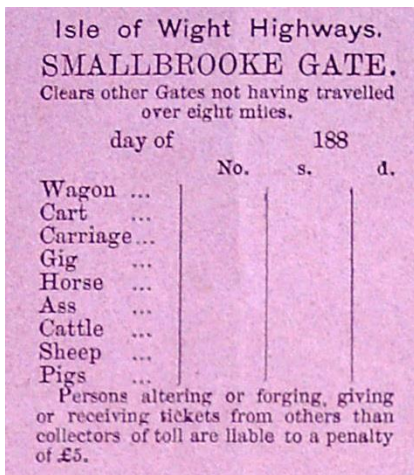 Isle of Wight Highways.
SMALLBROOKE GATE.
Clears other Gates not having travelled
over eight miles.
day of 188
No. s. d.
Wagon ...
Cart ...
Carriage...
Gig ...
Horse ...
Ass ...
Cattle ...
Sheep ...
Pigs ...
Persons altering or forging, giving
or receiving tickets from others than
collectors of toll are liable to a penalty
of £5.